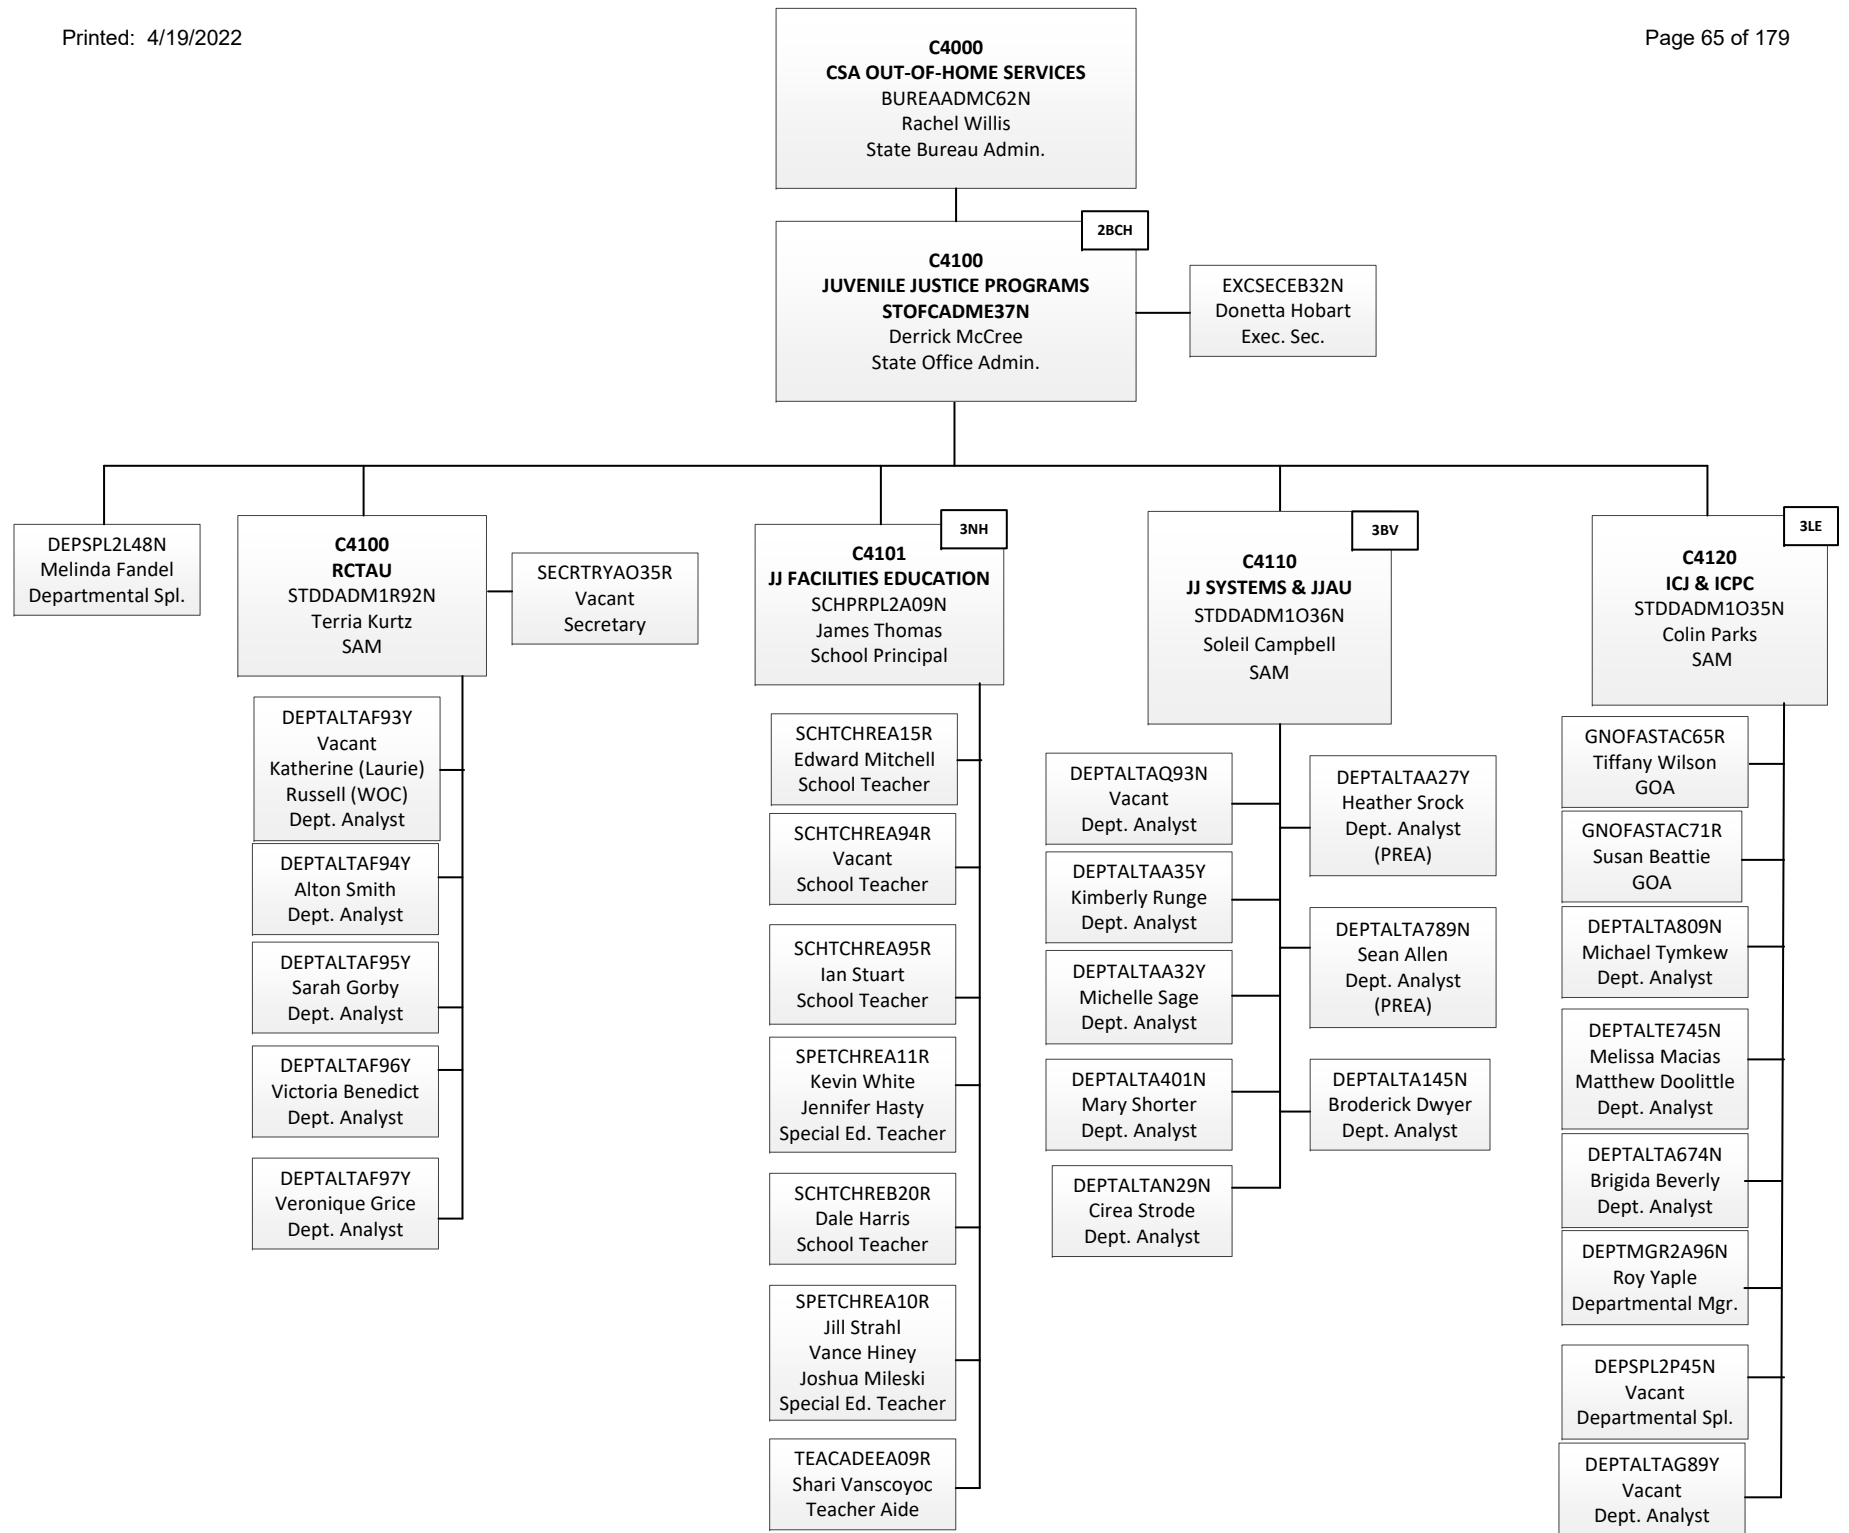 Printed: 4/19/2022
Page 65 of 179
C4000
CSA OUT-OF-HOME SERVICES
BUREAADMC62N
Rachel Willis
State Bureau Admin.
2BCH
C4100
JUVENILE JUSTICE PROGRAMS
STOFCADME37N
Derrick McCree
State Office Admin.
EXCSECEB32N
Donetta Hobart
Exec. Sec.
DEPSPL2L48N
Melinda Fandel
Departmental Spl.
C4100
RCTAU
STDDADM1R92N
Terria Kurtz
SAM
SECRTRYAO35R
Vacant
Secretary
DEPTALTAF93Y
Vacant
Katherine (Laurie)
Russell (WOC)
Dept. Analyst
DEPTALTAF94Y
Alton Smith
Dept. Analyst
DEPTALTAF95Y
Sarah Gorby
Dept. Analyst
DEPTALTAF96Y
Victoria Benedict
Dept. Analyst
DEPTALTAF97Y
Veronique Grice
Dept. Analyst
3NH
C4101
JJ FACILITIES EDUCATION
SCHPRPL2A09N
James Thomas
School Principal
SCHTCHREA15R
Edward Mitchell
School Teacher
SCHTCHREA94R
Vacant
School Teacher
SCHTCHREA95R
Ian Stuart
School Teacher
SPETCHREA11R
Kevin White
Jennifer Hasty
Special Ed. Teacher
SCHTCHREB20R
Dale Harris
School Teacher
SPETCHREA10R
Jill Strahl
Vance Hiney
Joshua Mileski
Special Ed. Teacher
TEACADEEA09R
Shari Vanscoyoc
Teacher Aide
3BV
C4110
JJ SYSTEMS & JJAU
STDDADM1O36N
Soleil Campbell
SAM
DEPTALTAQ93N
Vacant
Dept. Analyst
DEPTALTAA35Y
Kimberly Runge
Dept. Analyst
DEPTALTAA32Y
Michelle Sage
Dept. Analyst
DEPTALTA401N
Mary Shorter
Dept. Analyst
DEPTALTAN29N
Cirea Strode
Dept. Analyst
DEPTALTAA27Y
Heather Srock
Dept. Analyst
(PREA)
DEPTALTA789N
Sean Allen
Dept. Analyst
(PREA)
DEPTALTA145N
Broderick Dwyer
Dept. Analyst
3LE
C4120
ICJ & ICPC
STDDADM1O35N
Colin Parks
SAM
GNOFASTAC65R
Tiffany Wilson
GOA
GNOFASTAC71R
Susan Beattie
GOA
DEPTALTA809N
Michael Tymkew
Dept. Analyst
DEPTALTE745N
Melissa Macias
Matthew Doolittle
Dept. Analyst
DEPTALTA674N
Brigida Beverly
Dept. Analyst
DEPTMGR2A96N
Roy Yaple
Departmental Mgr.
DEPSPL2P45N
Vacant
Departmental Spl.
DEPTALTAG89Y
Vacant
Dept. Analyst